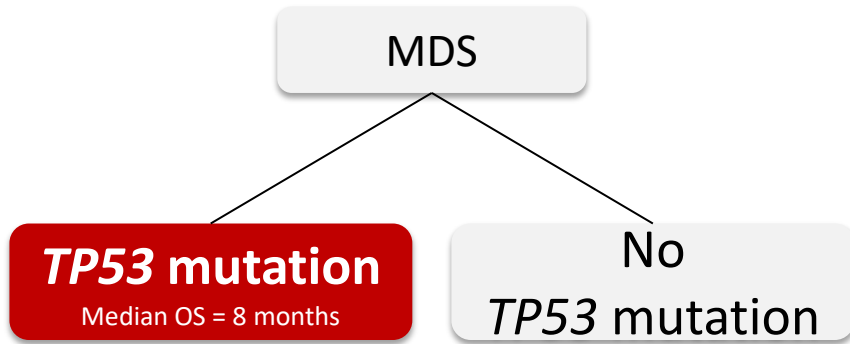 MDS
TP53 mutation
Median OS = 8 months
No
TP53 mutation